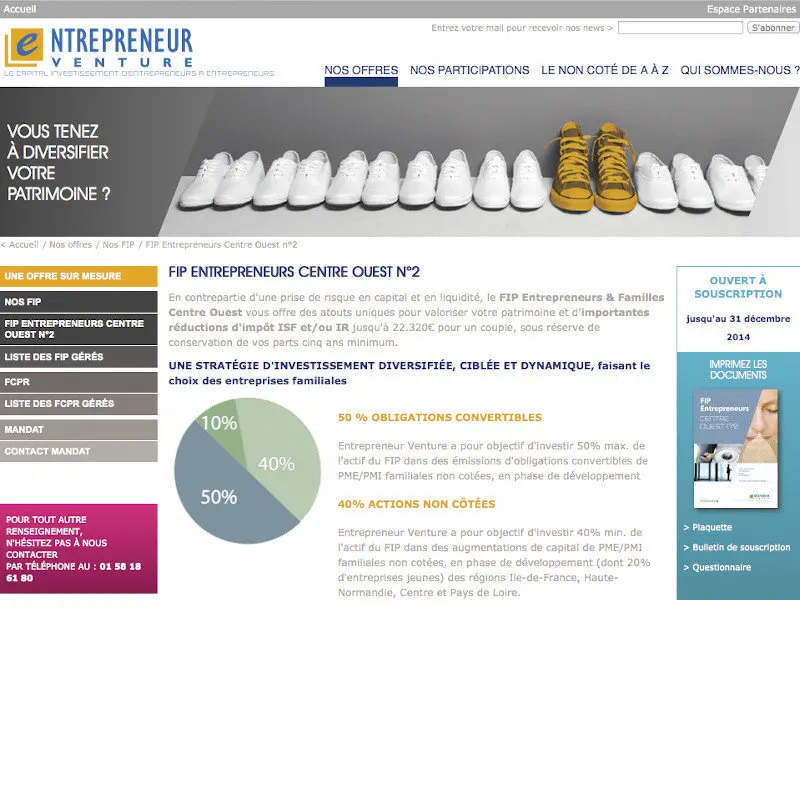 Accueil
Espace Partenaires
Entrez votre mail pour recevoir nos news >
S'abonner
e NTREPRENEUR
VENTURE
LE CAPITAL INVESTISSEMENT D'ENTREPRENEURS A ENTREPRENEURS
NOS OFFRES
NOS PARTICIPATIONS
LE NON COTÉ DE A À Z
QUI SOMMES-NOUS ?
VOUS TENEZ
À DIVERSIFIER
VOTRE
PATRIMOINE ?
< Accueil / Nos offres / Nos FIP / FIP Entrepreneurs Centre Ouest n°2
UNE OFFRE SUR MESURE
NOS FIP
FIP ENTREPRENEURS CENTRE
OUEST N°2
LISTE DES FIP GÉRÉS
FCPR
LISTE DES FCPR GÉRÉS
MANDAT
CONTACT MANDAT
POUR TOUT AUTRE
RENSEIGNEMENT,
N'HÉSITEZ PAS À NOUS
CONTACTER
PAR TÉLÉPHONE AU : 01 58 18
61 80
FIP ENTREPRENEURS CENTRE OUEST N°2
En contrepartie d'une prise de risque en capital et en liquidité, le FIP Entrepreneurs & Familles
Centre Ouest vous offre des atouts uniques pour valoriser votre patrimoine et d'importantes
réductions d'impôt ISF et/ou IR jusqu'à 22.320€ pour un couple, sous réserve de
conservation de vos parts cinq ans minimum.
UNE STRATÉGIE D'INVESTISSEMENT DIVERSIFIÉE, CIBLÉE ET DYNAMIQUE, faisant le
choix des entreprises familiales
10%
40%
50%
50 % OBLIGATIONS CONVERTIBLES
Entrepreneur Venture a pour objectif d'investir 50% max. de
l'actif du FIP dans des émissions d'obligations convertibles de
PME/PMI familiales non cotées, en phase de développement
40% ACTIONS NON CÔTÉES
Entrepreneur Venture a pour objectif d'investir 40% min. de
l'actif du FIP dans des augmentations de capital de PME/PMI
familiales non cotées, en phase de développement (dont 20%
d'entreprises jeunes) des régions Ile-de-France, Haute-
Normandie, Centre et Pays de Loire.
OUVERT À
SOUSCRIPTION
jusqu'au 31 décembre
2014
IMPRIMEZ LES
DOCUMENTS
FIP
Entrepreneurs
CENTRE
OUEST N°2
> Plaquette
> Bulletin de souscription
> Questionnaire